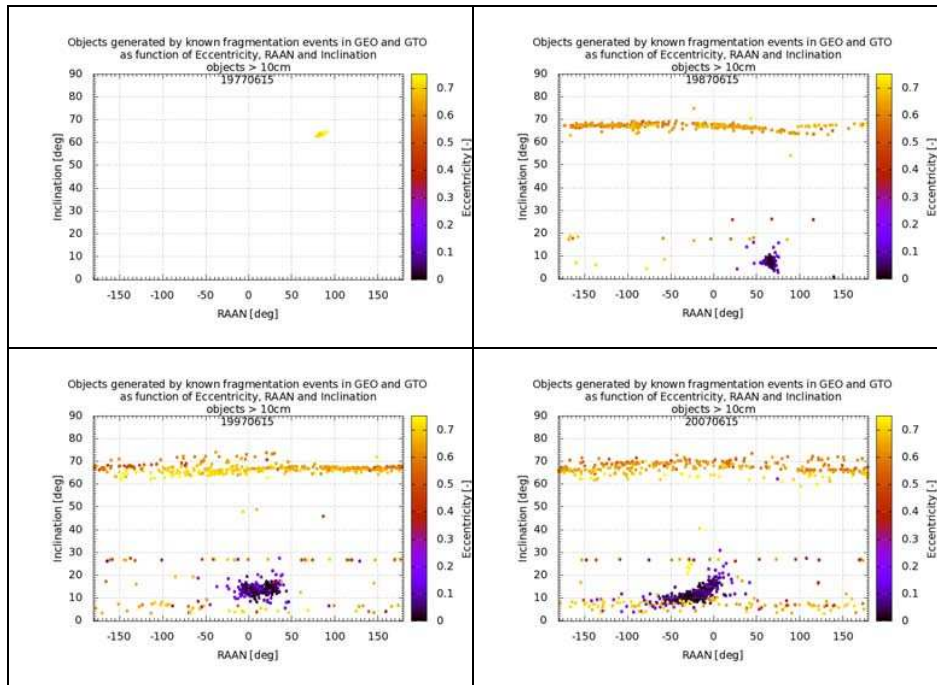 Objects generated by known fragmentation events in GEO and GTO
as function of Eccentricity, RAAN and Inclination
objects > 10cm
19770615
90
80
70
60
50
40
30
20
10
0
Inclination [deg]
-150 -100 -50 0 50 100 150
RAAN [deg]
0.7
0.6
0.5
0.4
0.3
0.2
0.1
0
Eccentricity [-]
Objects generated by known fragmentation events in GEO and GTO
as function of Eccentricity, RAAN and Inclination
objects > 10cm
19870615
90
80
70
60
50
40
30
20
10
0
Inclination [deg]
-150 -100 -50 0 50 100 150
RAAN [deg]
0.7
0.6
0.5
0.4
0.3
0.2
0.1
0
Eccentricity [-]
Objects generated by known fragmentation events in GEO and GTO
as function of Eccentricity, RAAN and Inclination
objects > 10cm
19970615
90
80
70
60
50
40
30
20
10
0
Inclination [deg]
-150 -100 -50 0 50 100 150
RAAN [deg]
0.7
0.6
0.5
0.4
0.3
0.2
0.1
0
Eccentricity [-]
Objects generated by known fragmentation events in GEO and GTO
as function of Eccentricity, RAAN and Inclination
objects > 10cm
20070615
90
80
70
60
50
40
30
20
10
0
Inclination [deg]
-150 -100 -50 0 50 100 150
RAAN [deg]
0.7
0.6
0.5
0.4
0.3
0.2
0.1
0
Eccentricity [-]